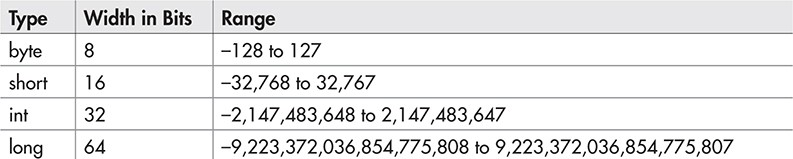 Type Width in Bits Range
byte 8 –128 to 127
short 16 –32,768 to 32,767
int 32 –2,147,483,648 to 2,147,483,647
long 64 –9,223,372,036,854,775,808 to 9,223,372,036,854,775,807